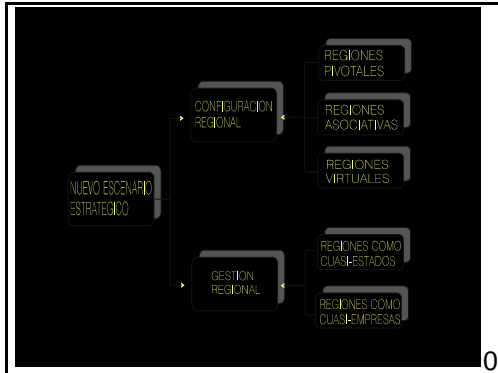 REGIONES
PIVOTALES
CONFIGURACION
REGIONAL
REGIONES
ASOCIATIVAS
REGIONES
VIRTUALES
NUEVO ESCENARIO
ESTRATEGIDO
REGIONES COMO
CUASI-ESTADOS
GESTION
REGIONAL
REGIONES COMO
CUASI-EMPRESAS
0